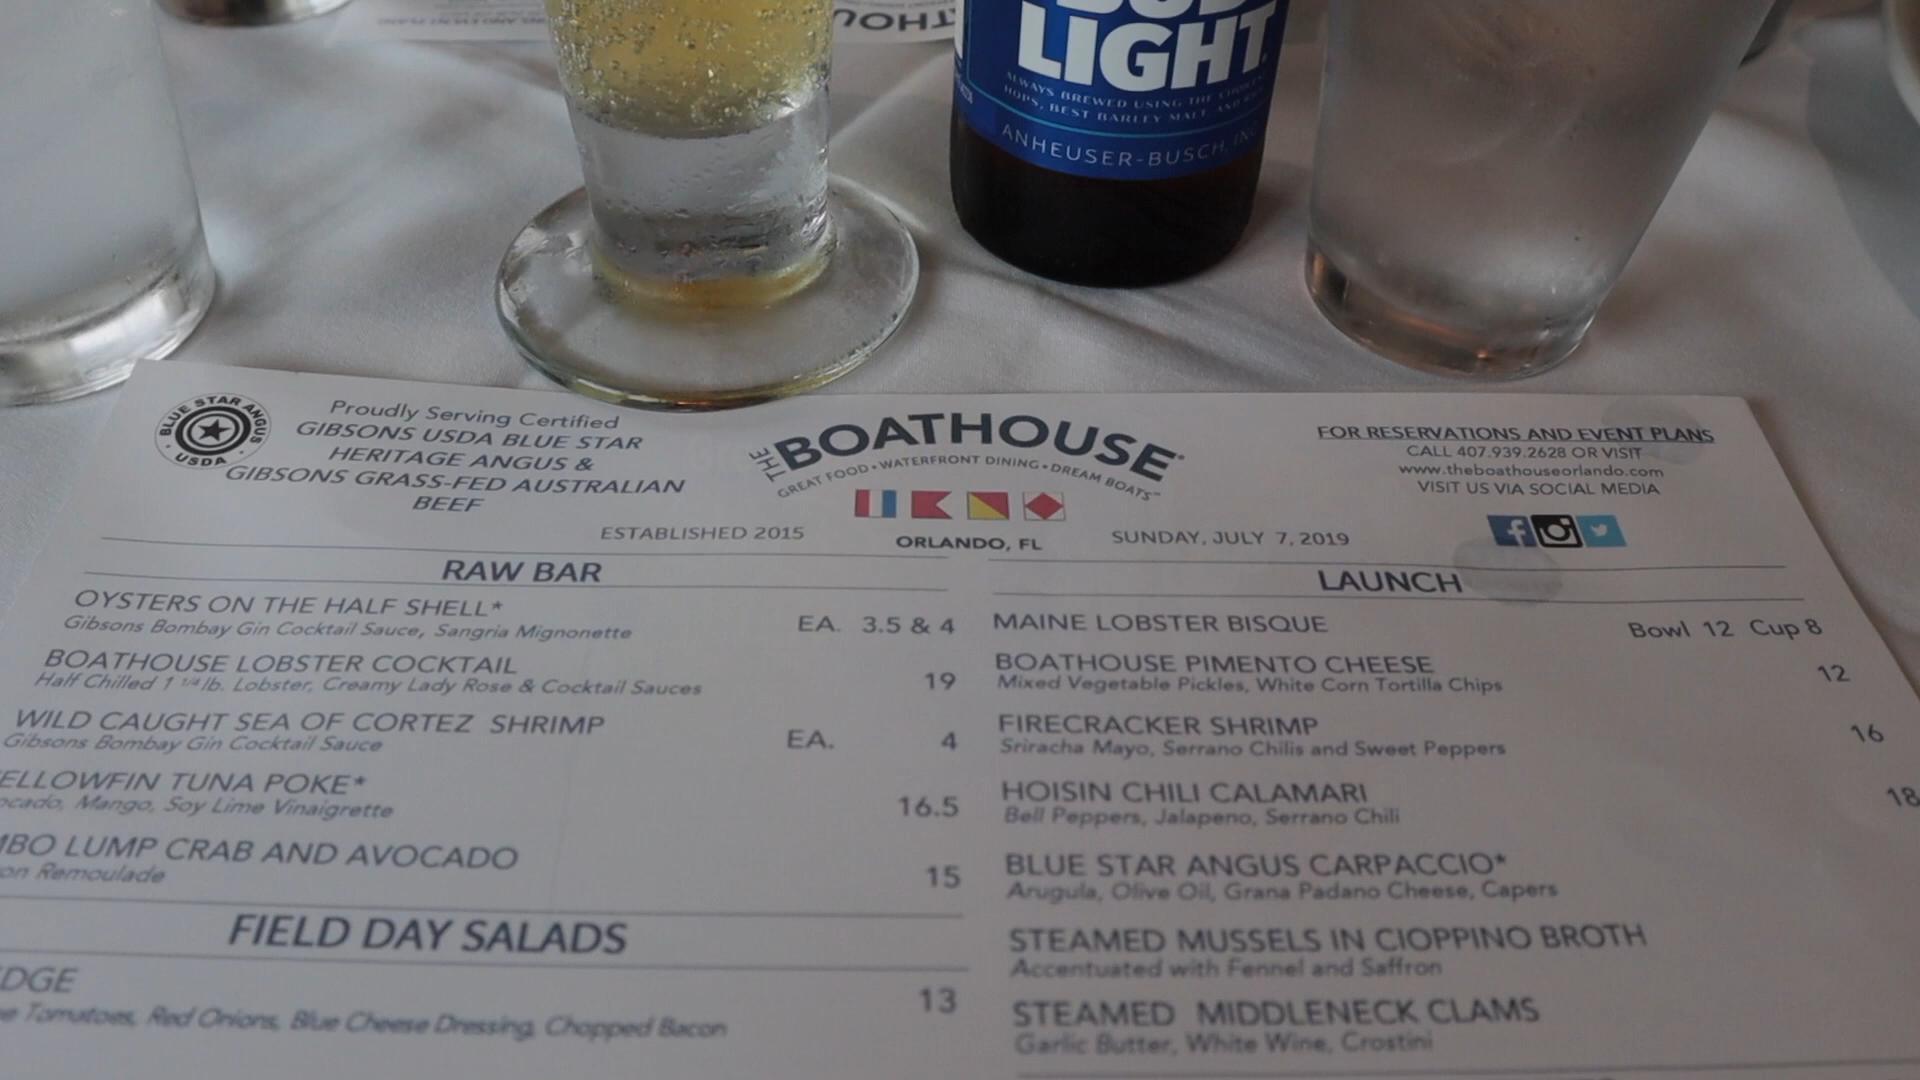 BUD
LIGHT
ALWAYS BREWED USING THE
HOPS, BEST BARLEY MALT, AND
ANHEUSER-BUSCH, INC
BLUE STAR ANGUS
USDA
Proudly Serving Certified
GIBSONS USDA BLUE STAR
HERITAGE ANGUS &
GIBSONS GRASS-FED AUSTRALIAN
BEEF
THE BOATHOUSE
GREAT FOOD • WATERFRONT DINING • DREAM BOATS™
FOR RESERVATIONS AND EVENT PLANS
CALL 407.939.2628 OR VISIT
www.theboathouseorlando.com
VISIT US VIA SOCIAL MEDIA
ESTABLISHED 2015
ORLANDO, FL
SUNDAY, JULY 7, 2019
RAW BAR
OYSTERS ON THE HALF SHELL* EA. 3.5 & 4
Gibsons Bombay Gin Cocktail Sauce, Sangria Mignonette
BOATHOUSE LOBSTER COCKTAIL 19
Half Chilled 1 1/4 lb. Lobster, Creamy Lady Rose & Cocktail Sauces
WILD CAUGHT SEA OF CORTEZ SHRIMP EA. 4
Gibsons Bombay Gin Cocktail Sauce
ELLOWFIN TUNA POKE* 16.5
ocado, Mango, Soy Lime Vinaigrette
MBO LUMP CRAB AND AVOCADO 15
on Remoulade
FIELD DAY SALADS
DGE 13
e Tomatoes, Red Onions, Blue Cheese Dressing, Chopped Bacon
LAUNCH
MAINE LOBSTER BISQUE Bowl 12 Cup 8
BOATHOUSE PIMENTO CHEESE 12
Mixed Vegetable Pickles, White Corn Tortilla Chips
FIRECRACKER SHRIMP 16
Sriracha Mayo, Serrano Chilis and Sweet Peppers
HOISIN CHILI CALAMARI 18
Bell Peppers, Jalapeno, Serrano Chili
BLUE STAR ANGUS CARPACCIO*
Arugula, Olive Oil, Grana Padano Cheese, Capers
STEAMED MUSSELS IN CIOPPINO BROTH
Accentuated with Fennel and Saffron
STEAMED MIDDLENECK CLAMS
Garlic Butter, White Wine, Crostini